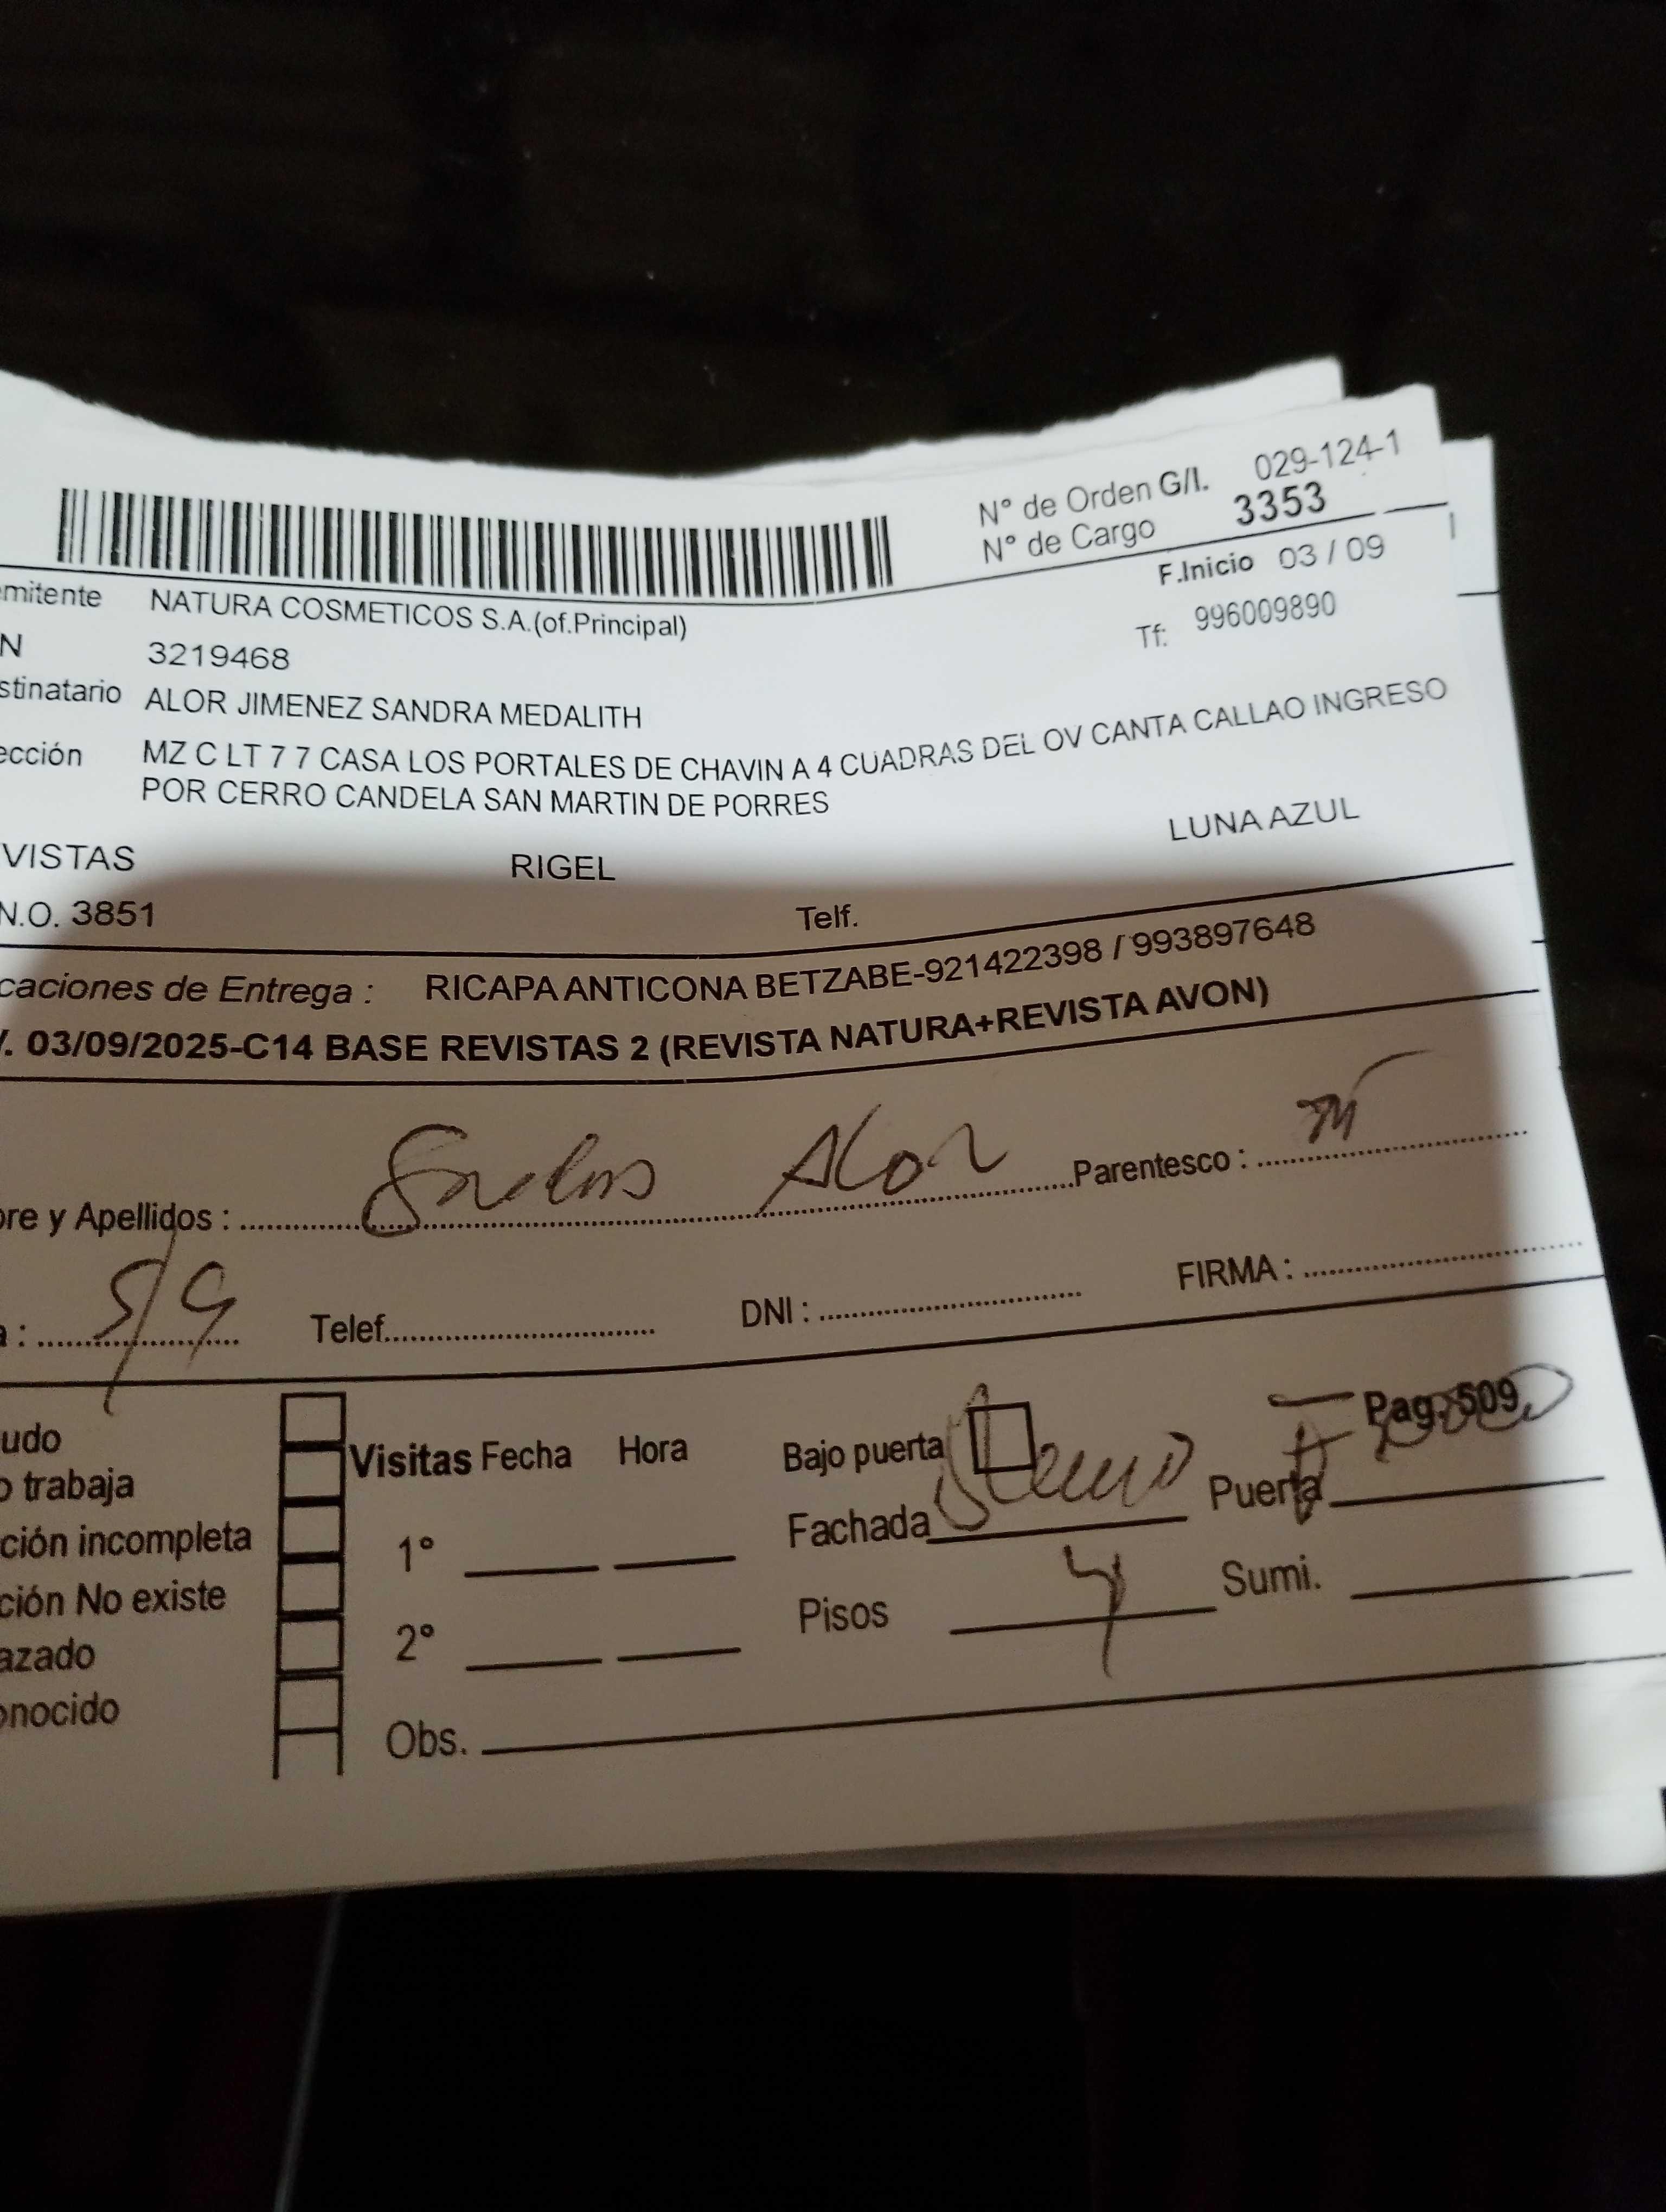 N° de Orden G/I. 029-124-1
N° de Cargo 3353
F.Inicio 03 / 09
mitente NATURA COSMETICOS S.A.(of.Principal)
Tf: 996009890
N 3219468
stinatario ALOR JIMENEZ SANDRA MEDALITH
ección MZ C LT 7 7 CASA LOS PORTALES DE CHAVIN A 4 CUADRAS DEL OV CANTA CALLAO INGRESO
POR CERRO CANDELA SAN MARTIN DE PORRES
VISTAS RIGEL LUNA AZUL
N.O. 3851 Telf.
caciones de Entrega : RICAPA ANTICONA BETZABE-921422398 / 993897648
. 03/09/2025-C14 BASE REVISTAS 2 (REVISTA NATURA+REVISTA AVON)
re y Apellidos : Alor Parentesco :
a : 5/9 Telef. DNI : FIRMA :
udo Visitas Fecha Hora Bajo puerta Pag. 509
o trabaja Fachada Puerta
ción incompleta 1°
ción No existe Pisos 4 Sumi.
azado 2°
onocido Obs.